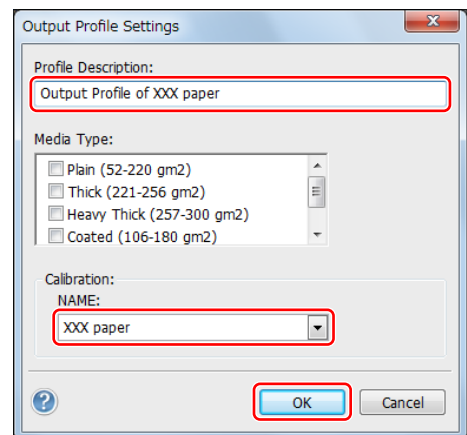 Output Profile Settings
Profile Description:
Output Profile of XXX paper
Media Type:
Plain (52-220 gm2)
Thick (221-256 gm2)
Heavy Thick (257-300 gm2)
Coated (106-180 gm2)
Calibration:
NAME:
XXX paper
OK Cancel